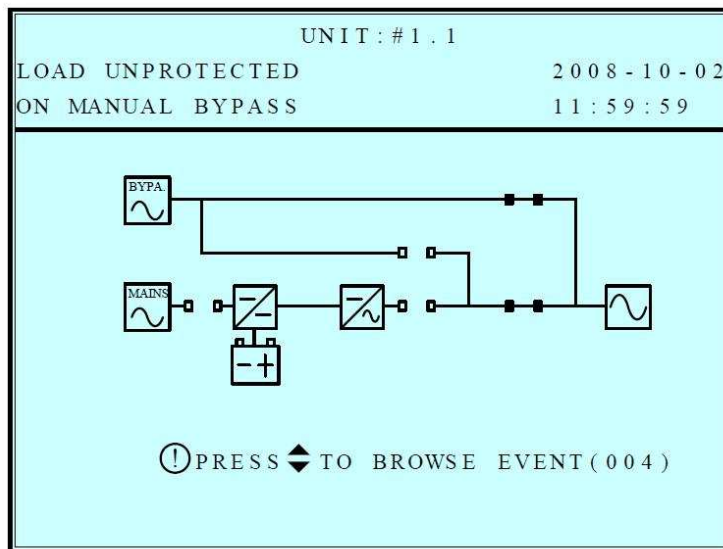 UNIT:#1.1
LOAD UNPROTECTED 2008-10-02
ON MANUAL BYPASS 11:59:59
BYPA.
MAINS
PRESS TO BROWSE EVENT(004)